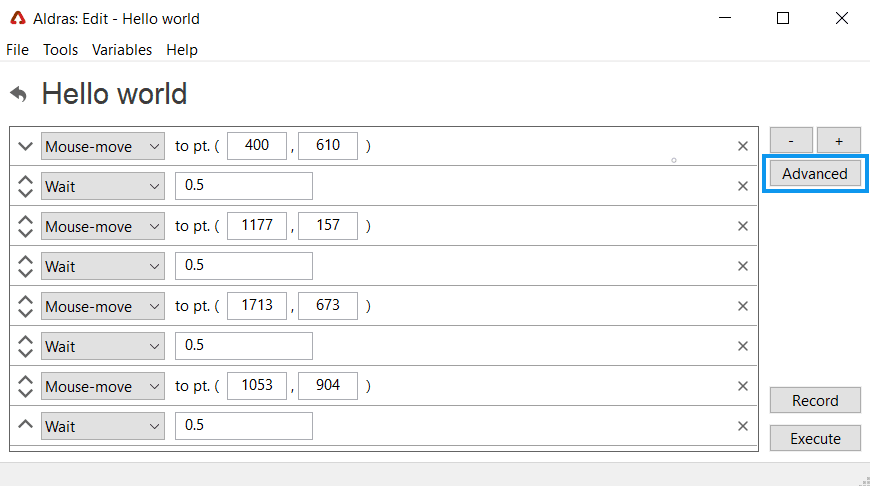 Aldras: Edit - Hello world
File Tools Variables Help
Hello world
Mouse-move to pt. ( 400 , 610 )
- +
Advanced
Wait 0.5
Mouse-move to pt. ( 1177 , 157 )
Wait 0.5
Mouse-move to pt. ( 1713 , 673 )
Wait 0.5
Mouse-move to pt. ( 1053 , 904 )
Wait 0.5
Record
Execute